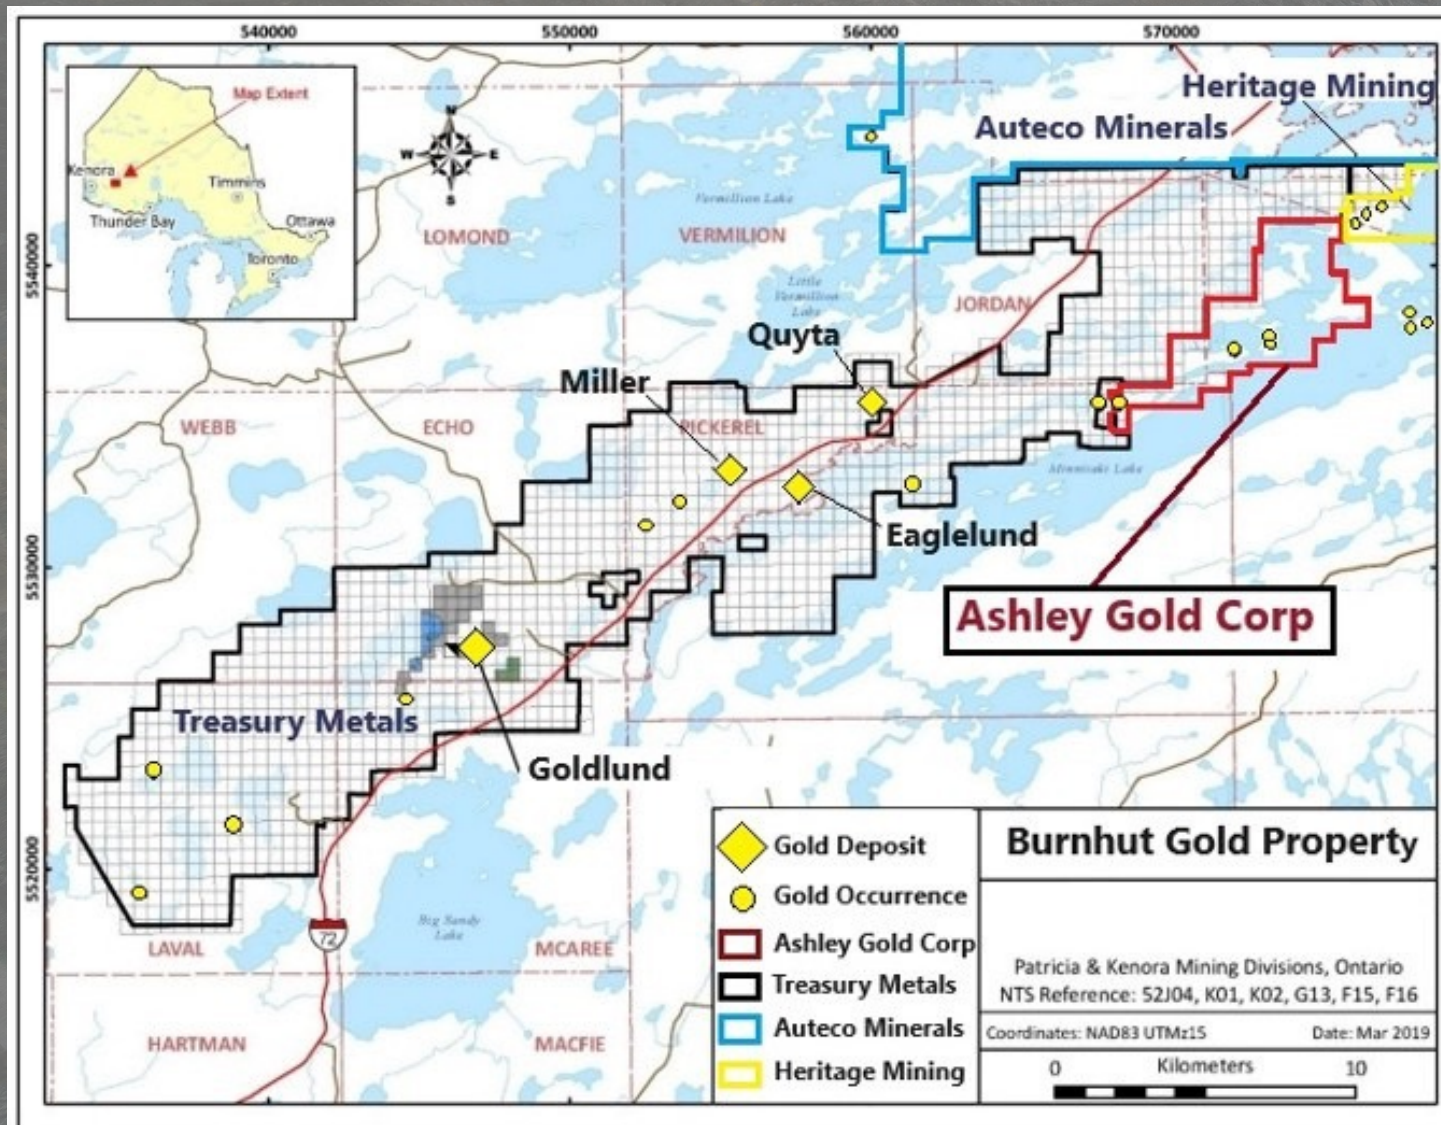 540000
550000
560000
570000
5540000
5530000
5520000
Map Extent
Kenora
Thunder Bay
Timmins
Ottawa
Toronto
N
W
E
S
Heritage Mining
Auteco Minerals
Vermilion Lake
LOMOND
VERMILION
Little
Vermilion
Lake
JORDAN
Quyta
Miller
WEBB
ECHO
PICKEREL
Minnitaki Lake
Eaglelund
Ashley Gold Corp
Treasury Metals
Goldlund
Big Sandy
Lake
LAVAL
72
MCAREE
HARTMAN
MACFIE
Gold Deposit
Gold Occurrence
Ashley Gold Corp
Treasury Metals
Auteco Minerals
Heritage Mining
Burnhut Gold Property
Patricia & Kenora Mining Divisions, Ontario
NTS Reference: 52J04, K01, K02, G13, F15, F16
Coordinates: NAD83 UTMz15
Date: Mar 2019
Kilometers
0
10